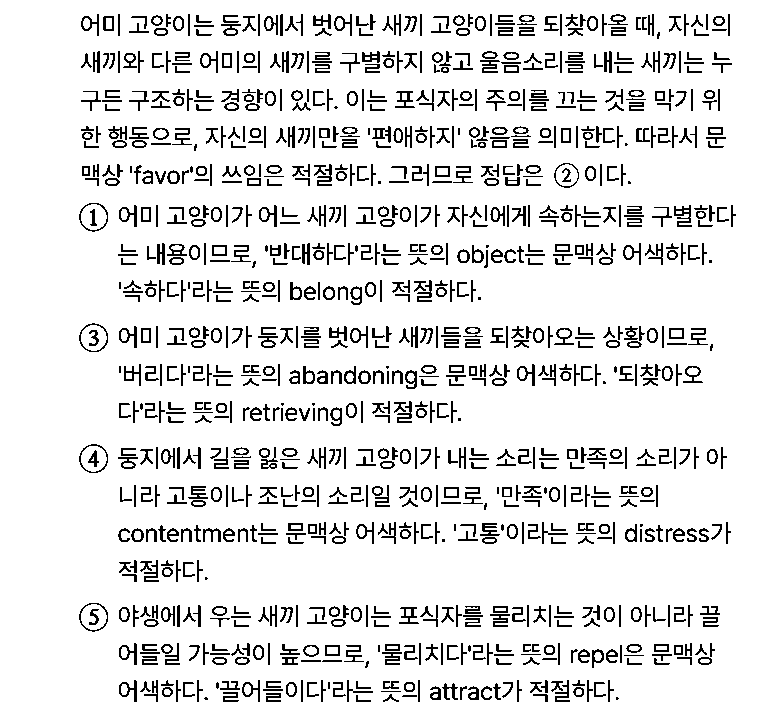 어미 고양이는 둥지에서 벗어난 새끼 고양이들을 되찾아올 때, 자신의
새끼와 다른 어미의 새끼를 구별하지 않고 울음소리를 내는 새끼는 누
구든 구조하는 경향이 있다. 이는 포식자의 주의를 끄는 것을 막기 위
한 행동으로, 자신의 새끼만을 '편애하지' 않음을 의미한다. 따라서 문
맥상 'favor'의 쓰임은 적절하다. 그러므로 정답은 ②이다.
① 어미 고양이가 어느 새끼 고양이가 자신에게 속하는지를 구별한다
는 내용이므로, '반대하다'라는 뜻의 object는 문맥상 어색하다.
'속하다'라는 뜻의 belong이 적절하다.
③ 어미 고양이가 둥지를 벗어난 새끼들을 되찾아오는 상황이므로,
'버리다'라는 뜻의 abandoning은 문맥상 어색하다. '되찾아오
다'라는 뜻의 retrieving이 적절하다.
④ 둥지에서 길을 잃은 새끼 고양이가 내는 소리는 만족의 소리가 아
니라 고통이나 조난의 소리일 것이므로, '만족'이라는 뜻의
contentment는 문맥상 어색하다. '고통'이라는 뜻의 distress가
적절하다.
⑤ 야생에서 우는 새끼 고양이는 포식자를 물리치는 것이 아니라 끌
어들일 가능성이 높으므로, '물리치다'라는 뜻의 repel은 문맥상
어색하다. '끌어들이다'라는 뜻의 attract가 적절하다.